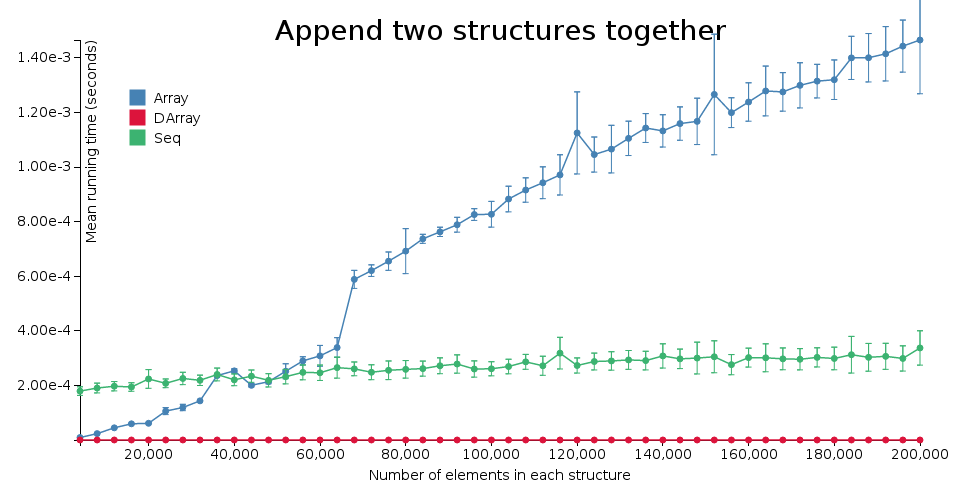 Append two structures together
Mean running time (seconds)
1.40e-3
1.20e-3
1.00e-3
8.00e-4
6.00e-4
4.00e-4
2.00e-4
Array
DArray
Seq
20,000 40,000 60,000 80,000 100,000 120,000 140,000 160,000 180,000 200,000
Number of elements in each structure